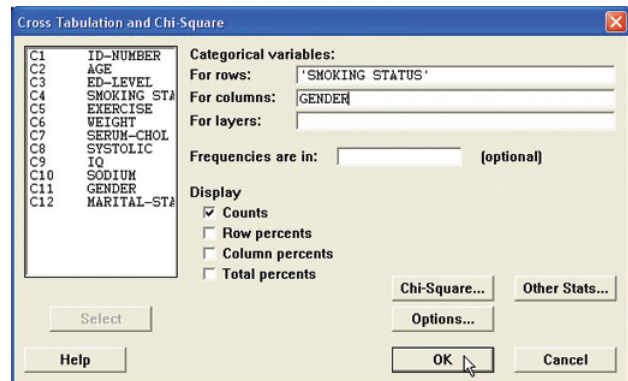 Cross Tabulation and Chi-Square
C1 ID-NUMBER
C2 AGE
C3 ED-LEVEL
C4 SMOKING STA
C5 EXERCISE
C6 WEIGHT
C7 SERUM-CHOL
C8 SYSTOLIC
C9 IQ
C10 SODIUM
C11 GENDER
C12 MARITAL-STA
Categorical variables:
For rows: 'SMOKING STATUS'
For columns: GENDER
For layers:
Frequencies are in: (optional)
Display
Counts
Row percents
Column percents
Total percents
Chi-Square... Other Stats...
Select Options...
Help OK Cancel